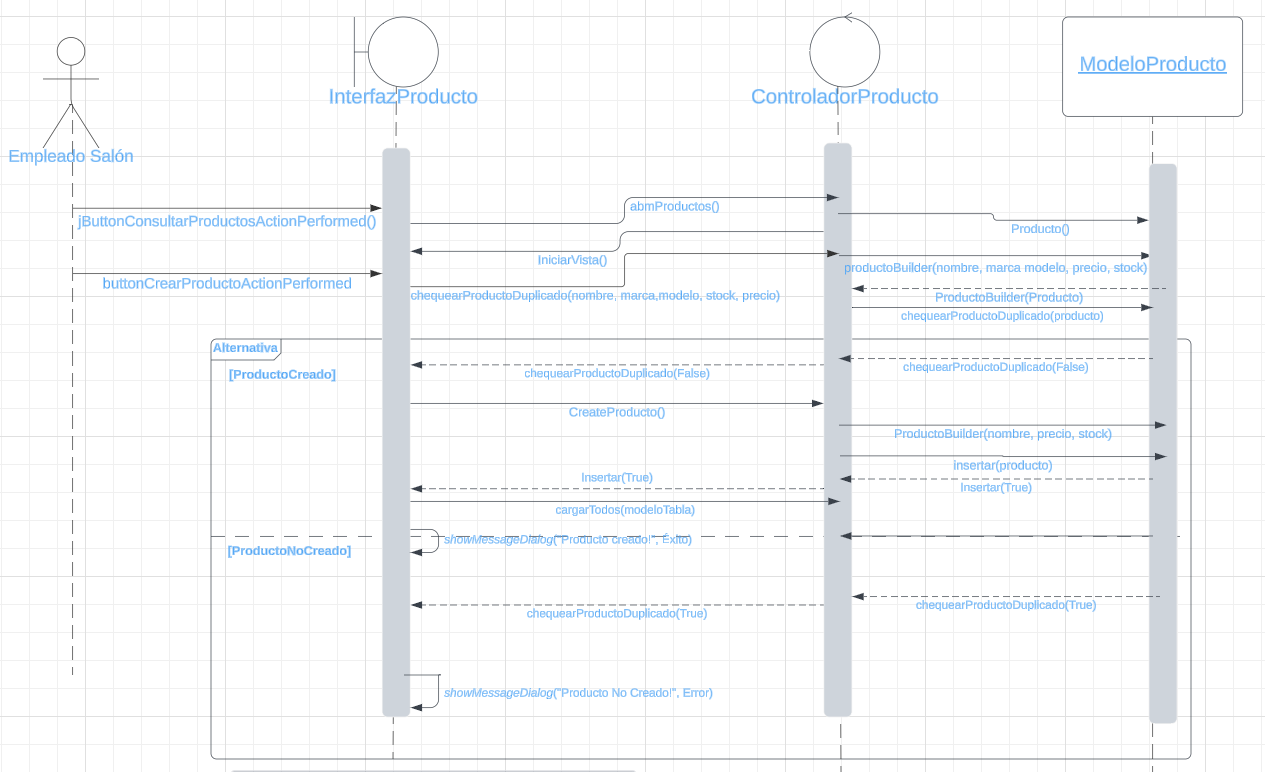 ModeloProducto
InterfazProducto
ControladorProducto
Empleado Salón
abmProductos()
jButtonConsultarProductosActionPerformed()
Producto()
IniciarVista()
productoBuilder(nombre, marca modelo, precio, stock)
buttonCrearProductoActionPerformed
chequearProductoDuplicado(nombre, marca,modelo, stock, precio)
ProductoBuilder(Producto)
chequearProductoDuplicado(producto)
Alternativa
[ProductoCreado]
chequearProductoDuplicado(False)
chequearProductoDuplicado(False)
CreateProducto()
ProductoBuilder(nombre, precio, stock)
insertar(producto)
Insertar(True)
Insertar(True)
cargarTodos(modeloTabla)
showMessageDialog("Producto creado!", Éxito)
[ProductoNoCreado]
chequearProductoDuplicado(True)
chequearProductoDuplicado(True)
showMessageDialog("Producto No Creado!", Error)